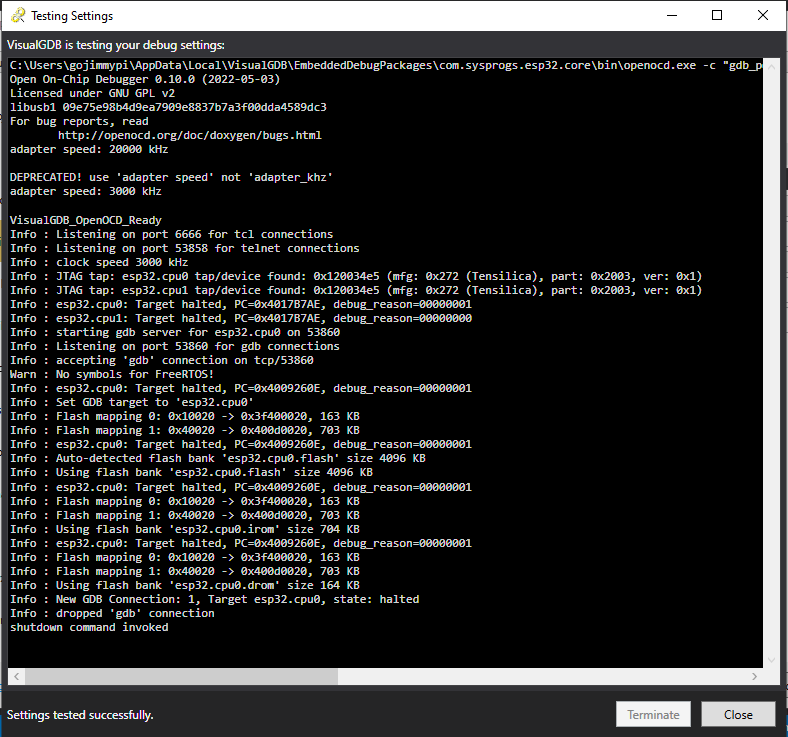 Testing Settings
VisualGDB is testing your debug settings:
C:\Users\gojimmypi\AppData\Local\VisualGDB\EmbeddedDebugPackages\com.sysprogs.esp32.core\bin\openocd.exe -c "gdb_p
Open On-Chip Debugger 0.10.0 (2022-05-03)
Licensed under GNU GPL v2
libusb1 09e75e98b4d9ea7909e8837b7a3f00dda4589dc3
For bug reports, read
http://openocd.org/doc/doxygen/bugs.html
adapter speed: 20000 kHz
DEPRECATED! use 'adapter speed' not 'adapter_khz'
adapter speed: 3000 kHz
VisualGDB_OpenOCD_Ready
Info : Listening on port 6666 for tcl connections
Info : Listening on port 53858 for telnet connections
Info : clock speed 3000 kHz
Info : JTAG tap: esp32.cpu0 tap/device found: 0x120034e5 (mfg: 0x272 (Tensilica), part: 0x2003, ver: 0x1)
Info : JTAG tap: esp32.cpu1 tap/device found: 0x120034e5 (mfg: 0x272 (Tensilica), part: 0x2003, ver: 0x1)
Info : esp32.cpu0: Target halted, PC=0x4017B7AE, debug_reason=00000001
Info : esp32.cpu1: Target halted, PC=0x4017B7AE, debug_reason=00000000
Info : starting gdb server for esp32.cpu0 on 53860
Info : Listening on port 53860 for gdb connections
Info : accepting 'gdb' connection on tcp/53860
Warn : No symbols for FreeRTOS!
Info : esp32.cpu0: Target halted, PC=0x4009260E, debug_reason=00000001
Info : Set GDB target to 'esp32.cpu0'
Info : Flash mapping 0: 0x10020 -> 0x3f400020, 163 KB
Info : Flash mapping 1: 0x40020 -> 0x400d0020, 703 KB
Info : esp32.cpu0: Target halted, PC=0x4009260E, debug_reason=00000001
Info : Auto-detected flash bank 'esp32.cpu0.flash' size 4096 KB
Info : Using flash bank 'esp32.cpu0.flash' size 4096 KB
Info : esp32.cpu0: Target halted, PC=0x4009260E, debug_reason=00000001
Info : Flash mapping 0: 0x10020 -> 0x3f400020, 163 KB
Info : Flash mapping 1: 0x40020 -> 0x400d0020, 703 KB
Info : Using flash bank 'esp32.cpu0.irom' size 704 KB
Info : esp32.cpu0: Target halted, PC=0x4009260E, debug_reason=00000001
Info : Flash mapping 0: 0x10020 -> 0x3f400020, 163 KB
Info : Flash mapping 1: 0x40020 -> 0x400d0020, 703 KB
Info : Using flash bank 'esp32.cpu0.drom' size 164 KB
Info : New GDB Connection: 1, Target esp32.cpu0, state: halted
Info : dropped 'gdb' connection
shutdown command invoked
Settings tested successfully.
Terminate
Close